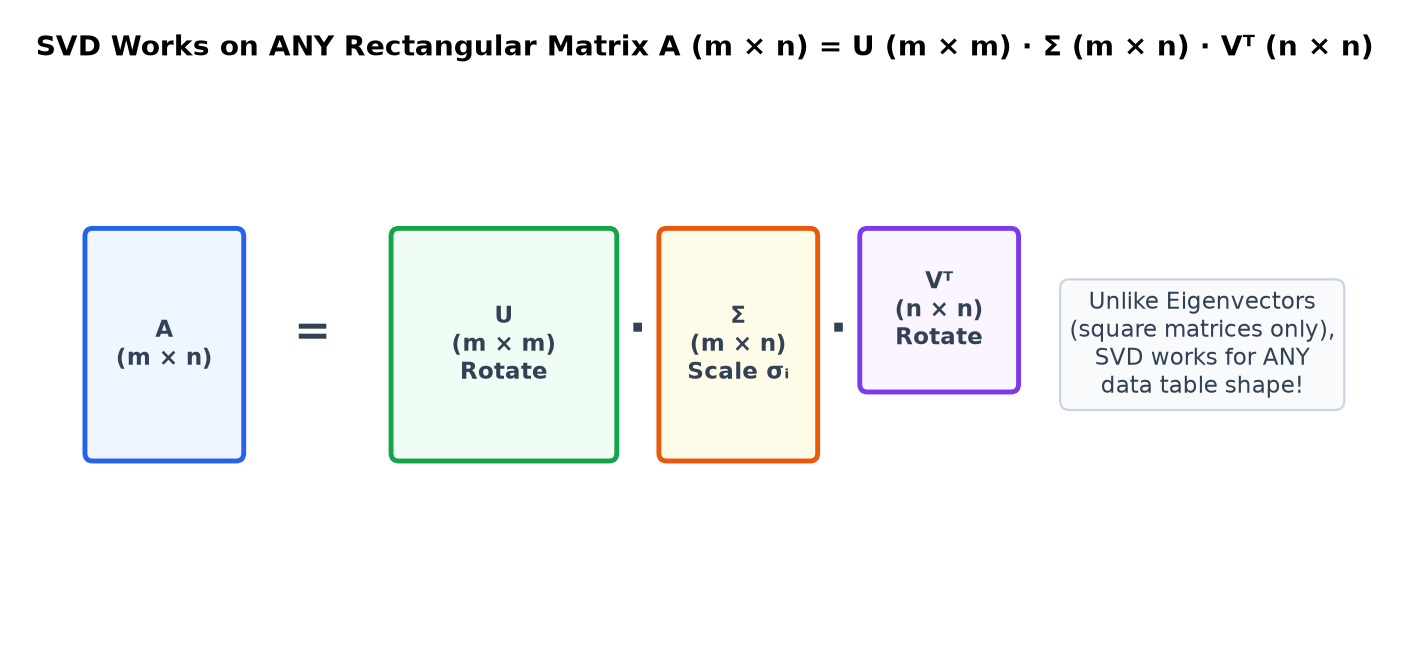 SVD Works on ANY Rectangular Matrix A (m × n) = U (m × m) · Σ (m × n) · Vᵀ (n × n)
A
(m × n)
=
U
(m × m)
Rotate
·
Σ
(m × n)
Scale σᵢ
·
Vᵀ
(n × n)
Rotate
Unlike Eigenvectors
(square matrices only),
SVD works for ANY
data table shape!